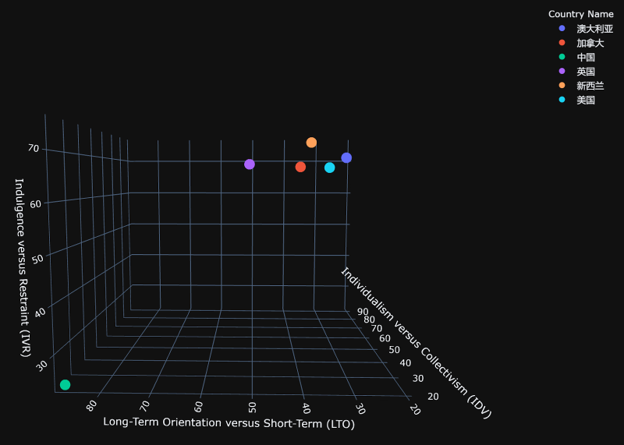 Country Name
澳大利亚
加拿大
中国
英国
新西兰
美国
70
60
50
40
30
Indulgence versus Restraint (IVR)
80
70
60
50
40
30
20
Long-Term Orientation versus Short-Term (LTO)
90
80
70
60
50
40
30
20
Individualism versus Collectivism (IDV)